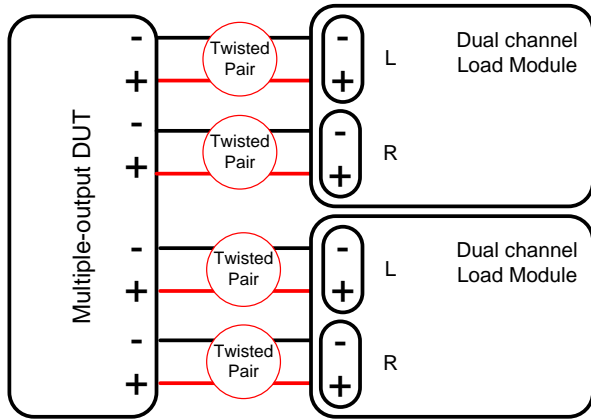 Multiple-output DUT
-
Twisted
Pair
-
L
Dual channel
Load Module
+
+
-
Twisted
Pair
-
R
+
+
-
Twisted
Pair
-
L
Dual channel
Load Module
+
+
-
Twisted
Pair
-
R
+
+